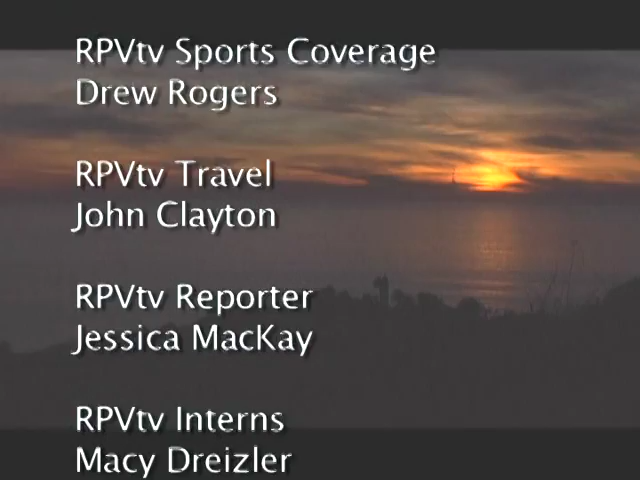 RPVtv Sports Coverage
Drew Rogers
RPVtv Travel
John Clayton
RPVtv Reporter
Jessica MacKay
RPVtv Interns
Macy Dreizler